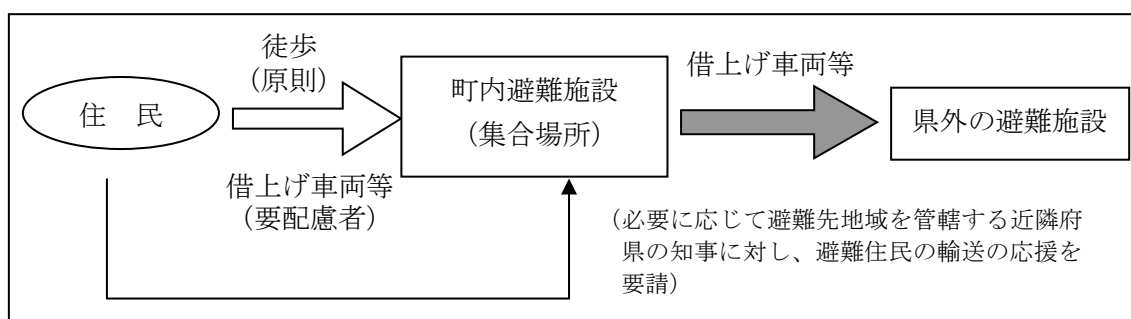 徒歩
(原則)
住　民
借上げ車両等
(要配慮者)
町内避難施設
(集合場所)
借上げ車両等
県外の避難施設
(必要に応じて避難先地域を管轄する近隣府
県の知事に対し、避難住民の輸送の応援を
要請)